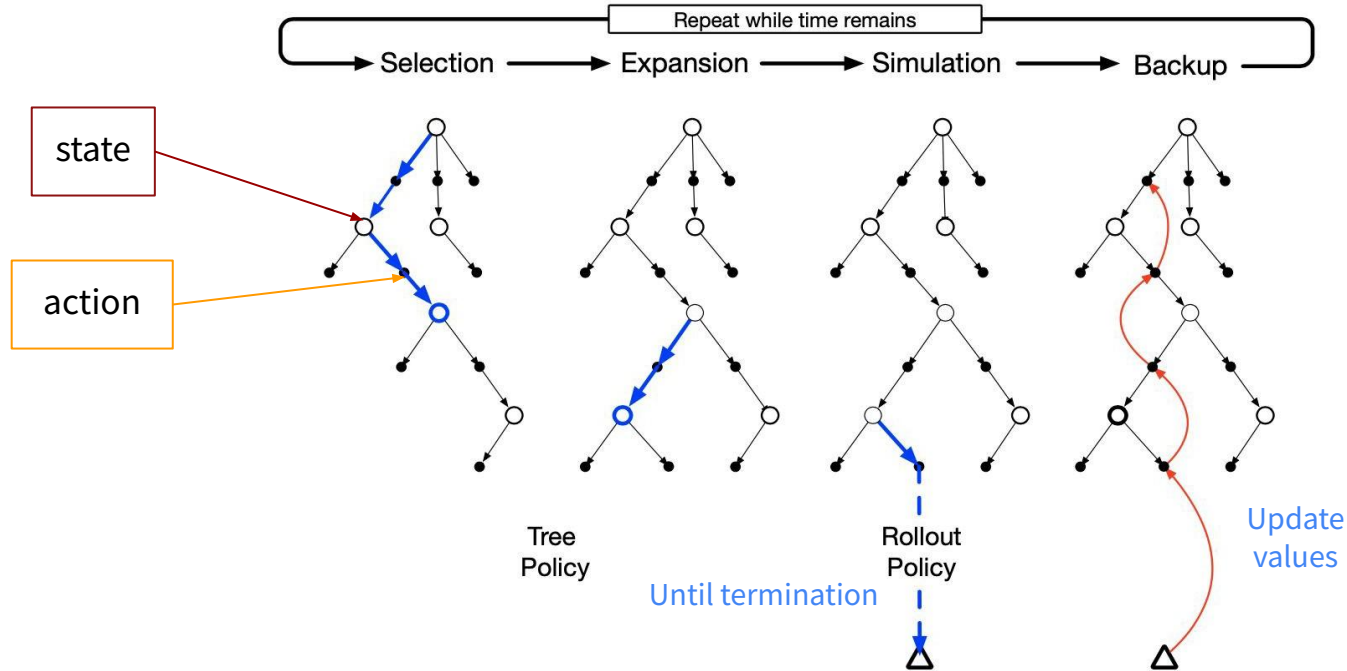 Repeat while time remains
Selection
Expansion
Simulation
Backup
state
action
Tree
Policy
Rollout
Policy
Until termination
Update
values